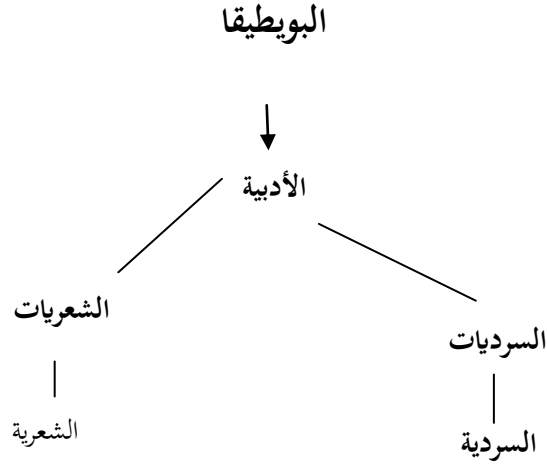 البويطيقا
الأدبية
السرديات
الشعريات
السردية
الشعرية